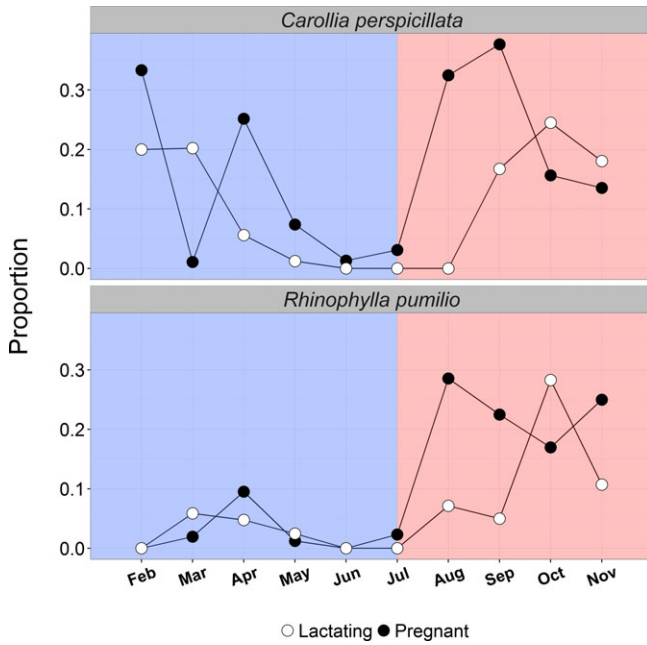 Carollia perspicillata
0.3
0.2
0.1
0.0
Proportion
Rhinophylla pumilio
0.3
0.2
0.1
0.0
Feb Mar Apr May Jun Jul Aug Sep Oct Nov
Lactating Pregnant